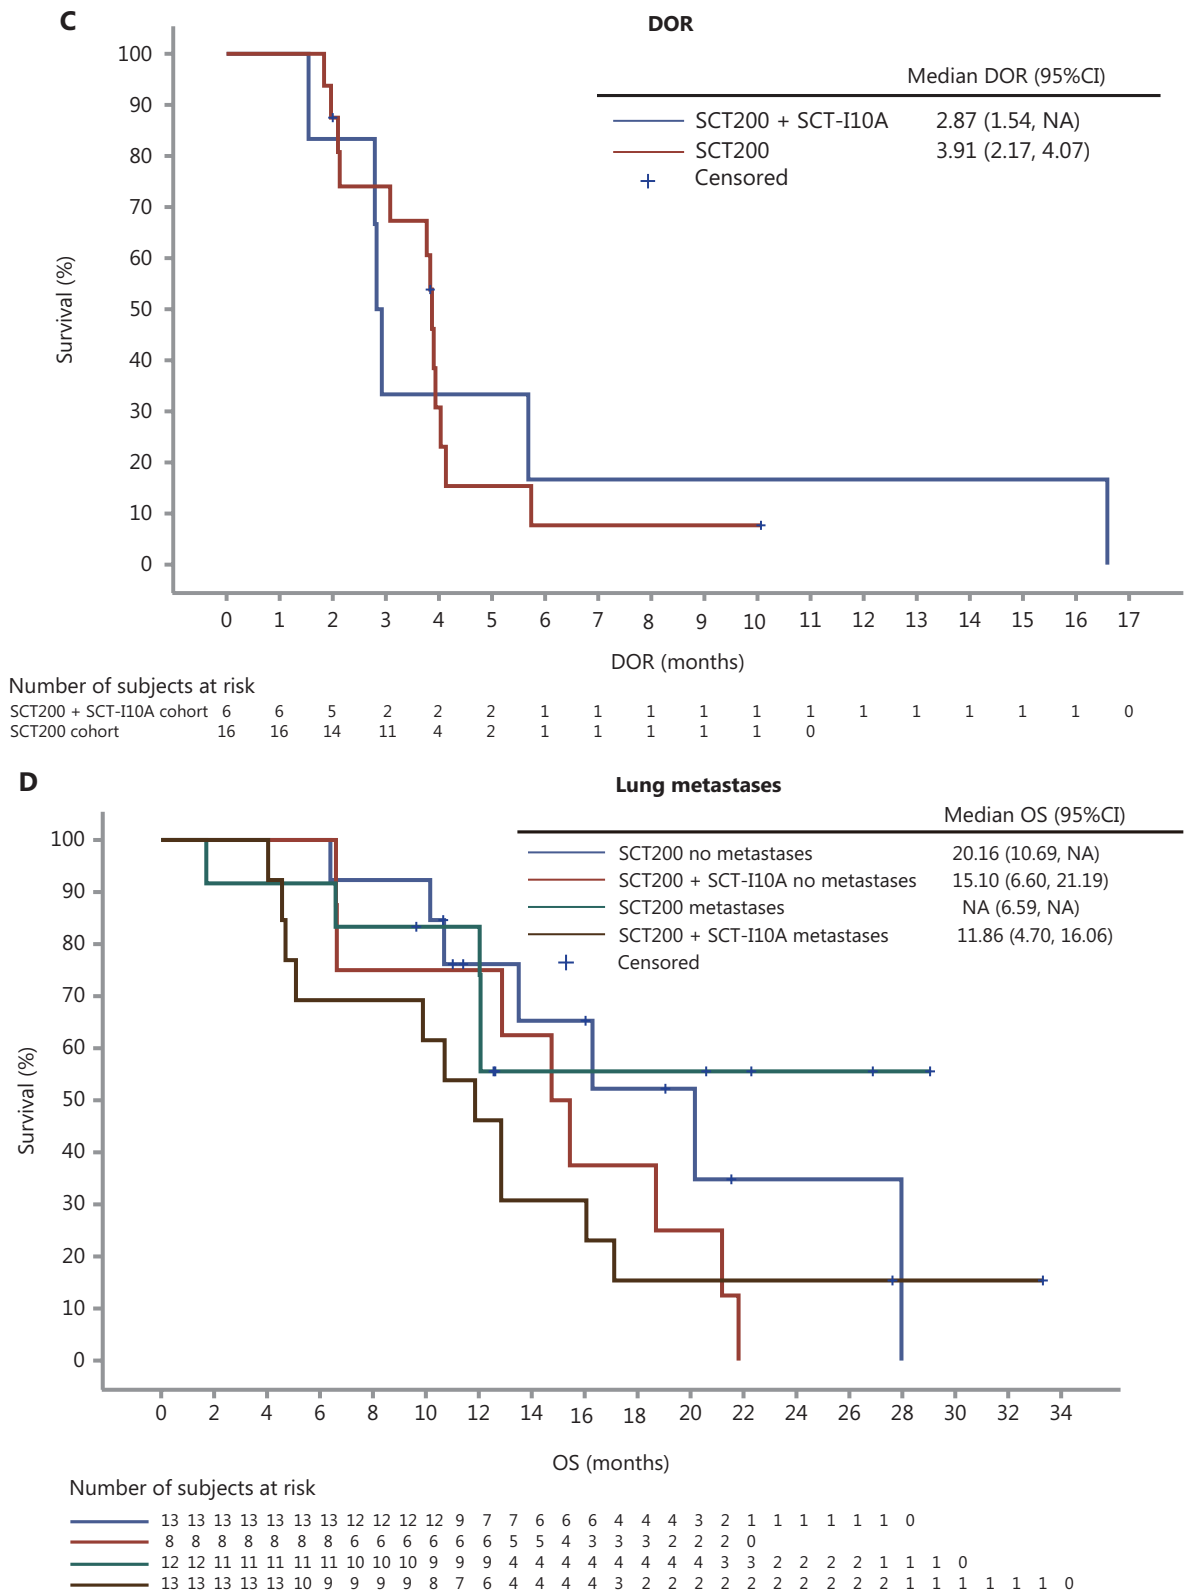 C
DOR
Median DOR (95%CI)
SCT200 + SCT-I10A 2.87 (1.54, NA)
SCT200 3.91 (2.17, 4.07)
Censored
100
90
80
70
60
50
40
30
20
10
0
Survival (%)
0 1 2 3 4 5 6 7 8 9 10 11 12 13 14 15 16 17
DOR (months)
Number of subjects at risk
SCT200 + SCT-I10A cohort 6 6 5 2 2 2 1 1 1 1 1 1 1 1 1 1 1 0
SCT200 cohort 16 16 14 11 4 2 1 1 1 1 1 0
D
Lung metastases
Median OS (95%CI)
SCT200 no metastases 20.16 (10.69, NA)
SCT200 + SCT-I10A no metastases 15.10 (6.60, 21.19)
SCT200 metastases NA (6.59, NA)
SCT200 + SCT-I10A metastases 11.86 (4.70, 16.06)
Censored
100
90
80
70
60
50
40
30
20
10
0
Survival (%)
0 2 4 6 8 10 12 14 16 18 20 22 24 26 28 30 32 34
OS (months)
Number of subjects at risk
13 13 13 13 13 13 13 12 12 12 12 9 7 7 6 6 6 4 4 4 3 2 1 1 1 1 1 1 0
8 8 8 8 8 8 8 6 6 6 6 6 6 5 5 4 3 3 3 2 2 2 0
12 12 11 11 11 11 11 10 10 10 9 9 9 4 4 4 4 4 4 4 4 3 3 2 2 2 2 1 1 1 0
13 13 13 13 13 10 9 9 9 9 8 7 6 4 4 4 4 3 2 2 2 2 2 2 2 2 2 2 1 1 1 1 1 1 0